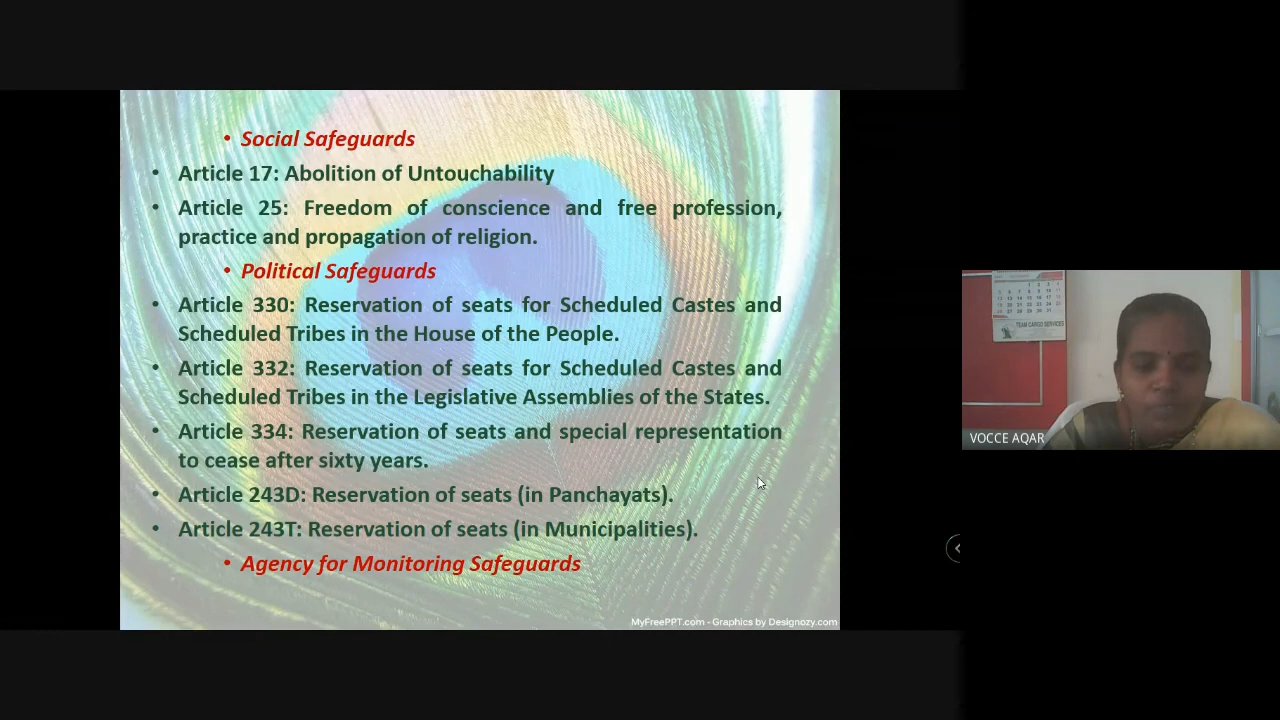 • Social Safeguards
• Article 17: Abolition of Untouchability
• Article 25: Freedom of conscience and free profession,
practice and propagation of religion.
• Political Safeguards
• Article 330: Reservation of seats for Scheduled Castes and
Scheduled Tribes in the House of the People.
• Article 332: Reservation of seats for Scheduled Castes and
Scheduled Tribes in the Legislative Assemblies of the States.
• Article 334: Reservation of seats and special representation
to cease after sixty years.
• Article 243D: Reservation of seats (in Panchayats).
• Article 243T: Reservation of seats (in Municipalities).
• Agency for Monitoring Safeguards
MyFreePPT.com - Graphics by Designozy.com
TEAM CARGO SERVICES
VOCCE AQAR